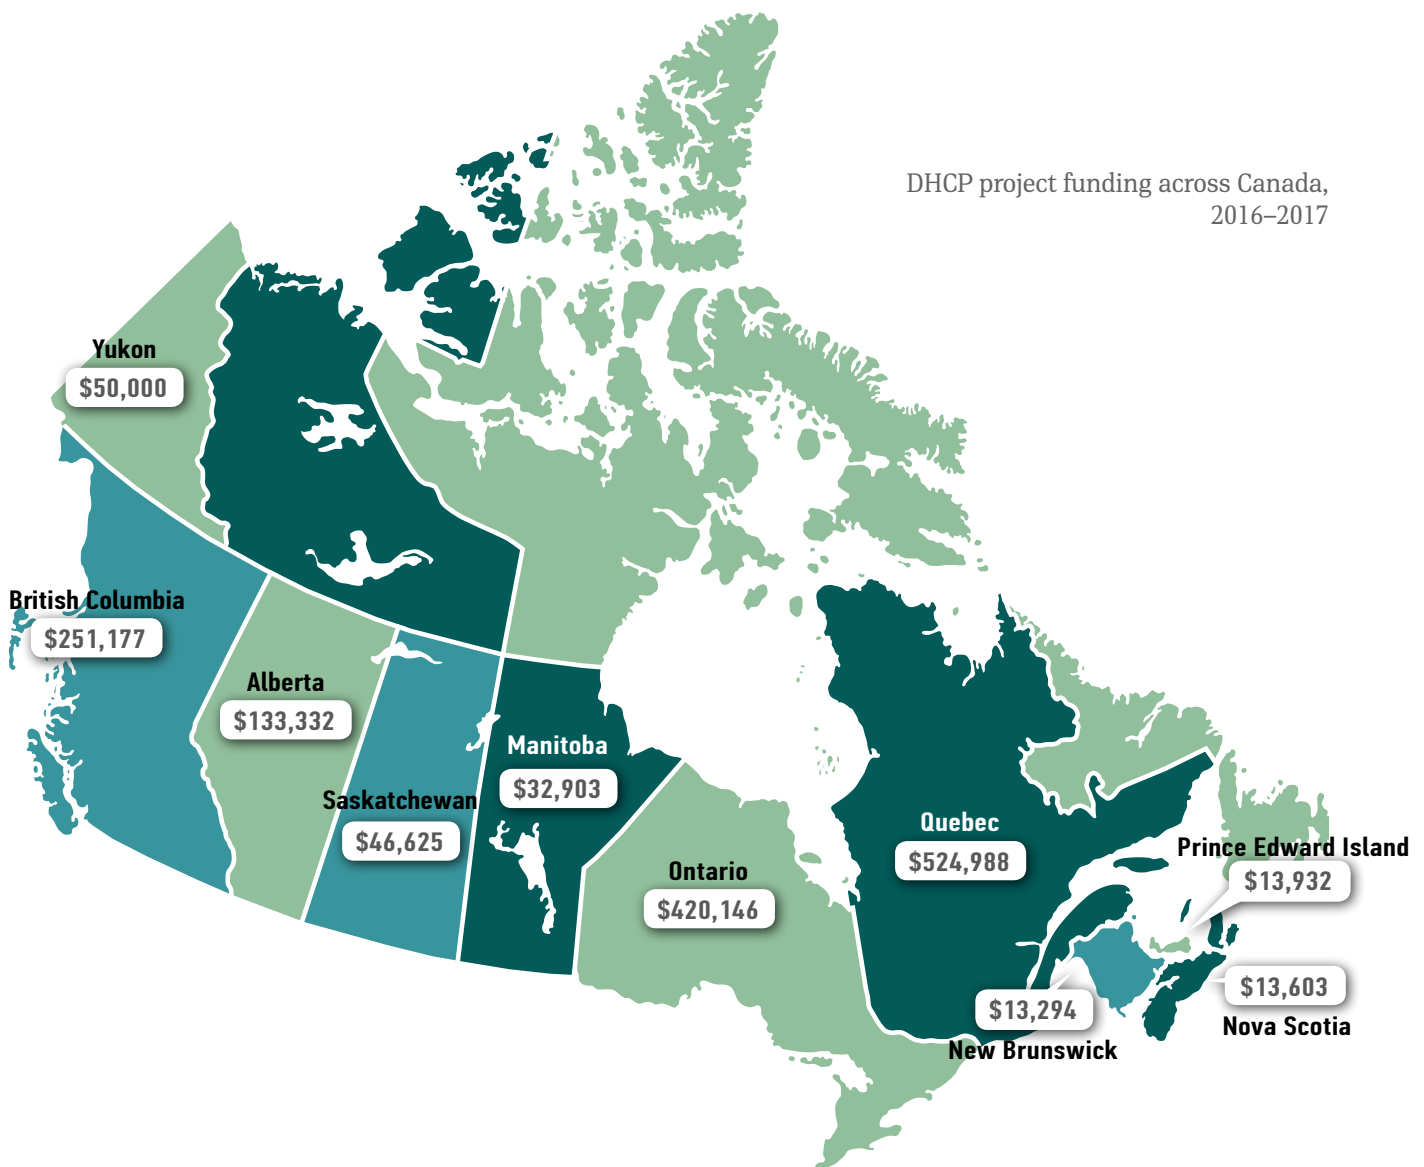 DHCP project funding across Canada,
2016–2017
Yukon
$50,000
British Columbia
$251,177
Alberta
$133,332
Saskatchewan
$46,625
Manitoba
$32,903
Ontario
$420,146
Quebec
$524,988
Prince Edward Island
$13,932
$13,603
Nova Scotia
$13,294
New Brunswick